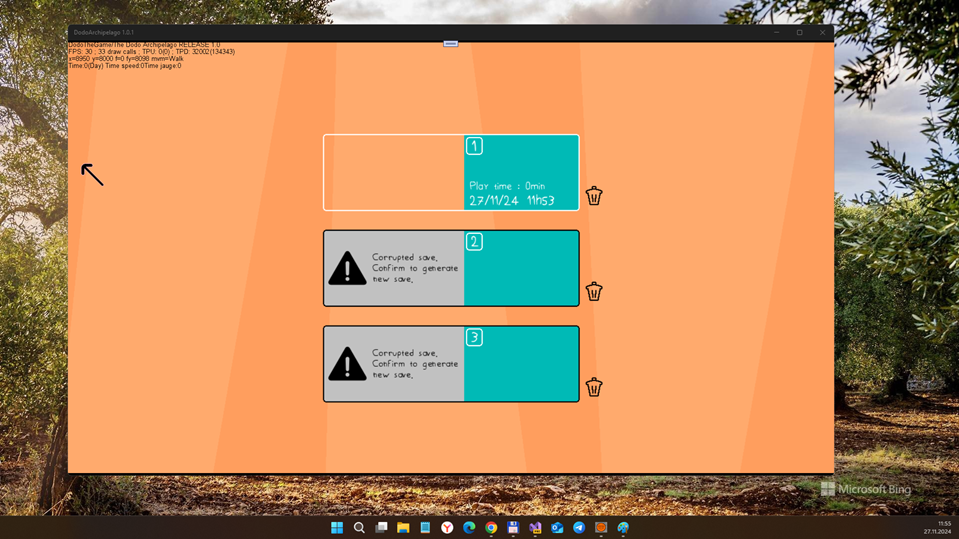 DodoArchipelago 1.0.1
DodoTheGame/The Dodo Archipelago RELEASE 1.0
FPS: 30 ; 33 draw calls ; TPU: 0(0) ; TPD: 32002(134343)
x=8950 y=8000 f=0 fy=8098 mvm=Walk
Time:0(Day) Time speed:0Time jauge:0
1
Play time : 0min
27/11/24 11h53
2
Corrupted save.
Confirm to generate
new save.
3
Corrupted save.
Confirm to generate
new save.
Microsoft Bing
11:55
27.11.2024